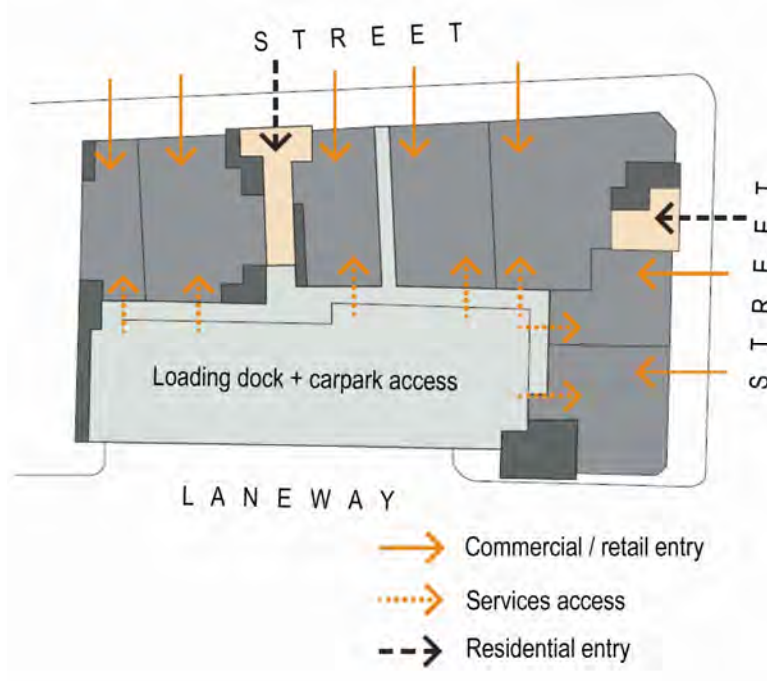 STREET
STREET
Loading dock + carpark access
LANEWAY
Commercial / retail entry
Services access
Residential entry